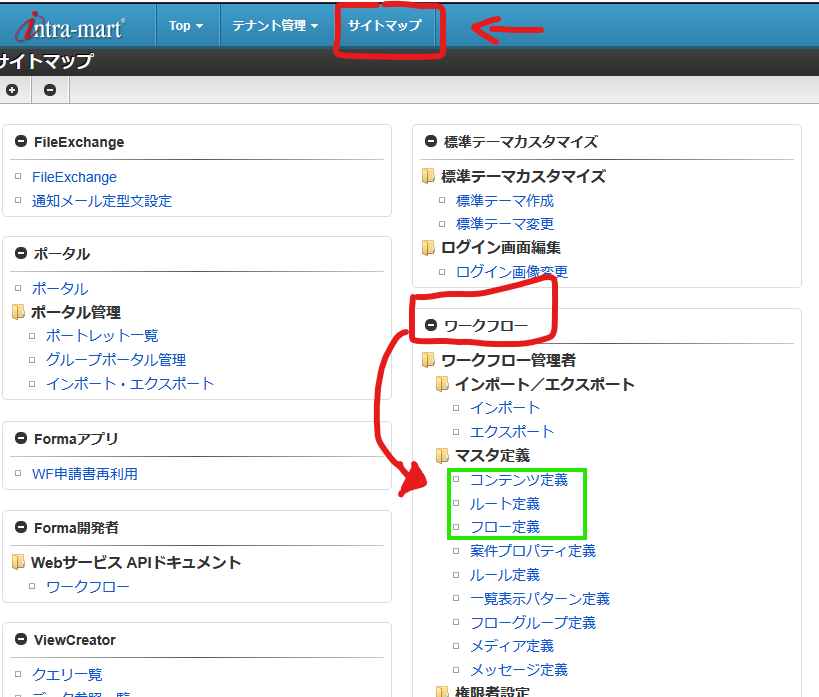 intra-mart®
Top テナント管理 サイトマップ
サイトマップ
FileExchange
FileExchange
通知メール定型文設定
ポータル
ポータル
ポータル管理
ポートレット一覧
グループポータル管理
インポート・エクスポート
Formaアプリ
WF申請書再利用
Forma開発者
Webサービス APIドキュメント
ワークフロー
ViewCreator
クエリ一覧
データ参照一覧
標準テーマカスタマイズ
標準テーマカスタマイズ
標準テーマ作成
標準テーマ変更
ログイン画面編集
ログイン画像変更
ワークフロー
ワークフロー管理者
インポート／エクスポート
インポート
エクスポート
マスタ定義
コンテンツ定義
ルート定義
フロー定義
案件プロパティ定義
ルール定義
一覧表示パターン定義
フローグループ定義
メディア定義
メッセージ定義
権限者設定